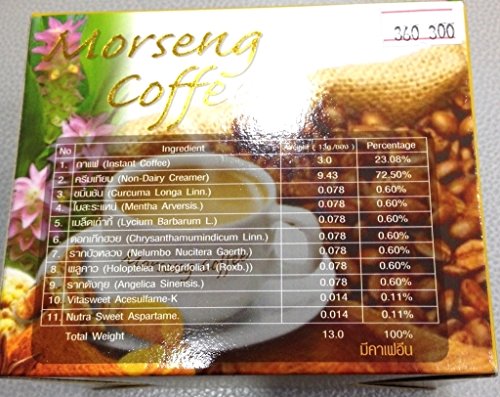 360 300
Morseng
Coffe
No Ingredient (13g./ซอง) Percentage
1. กาแฟ (Instant Coffee) 3.0 23.08%
2. ครีมเทียม (Non-Dairy Creamer) 9.43 72.50%
3. ขมิ้นชัน (Curcuma Longa Linn.) 0.078 0.60%
4. ใบสะระแหน่ (Mentha Arversis.) 0.078 0.60%
5. เมล็ดเก๋ากี้ (Lycium Barbarum L.) 0.078 0.60%
6. ดอกเก๊กฮวย (Chrysanthamumindicum Linn.) 0.078 0.60%
7. รากบัวหลวง (Nelumbo Nucitera Gaerth.) 0.078 0.60%
8. พลูคาว (Holoptelea Integrifolia1 (Roxb.)) 0.078 0.60%
9. รากตังกุย (Angelica Sinensis.) 0.078 0.60%
10. Vitasweet Acesulfame-K 0.014 0.11%
11. Nutra Sweet Aspartame. 0.014 0.11%
Total Weight 13.0 100%
มีคาเฟอีน